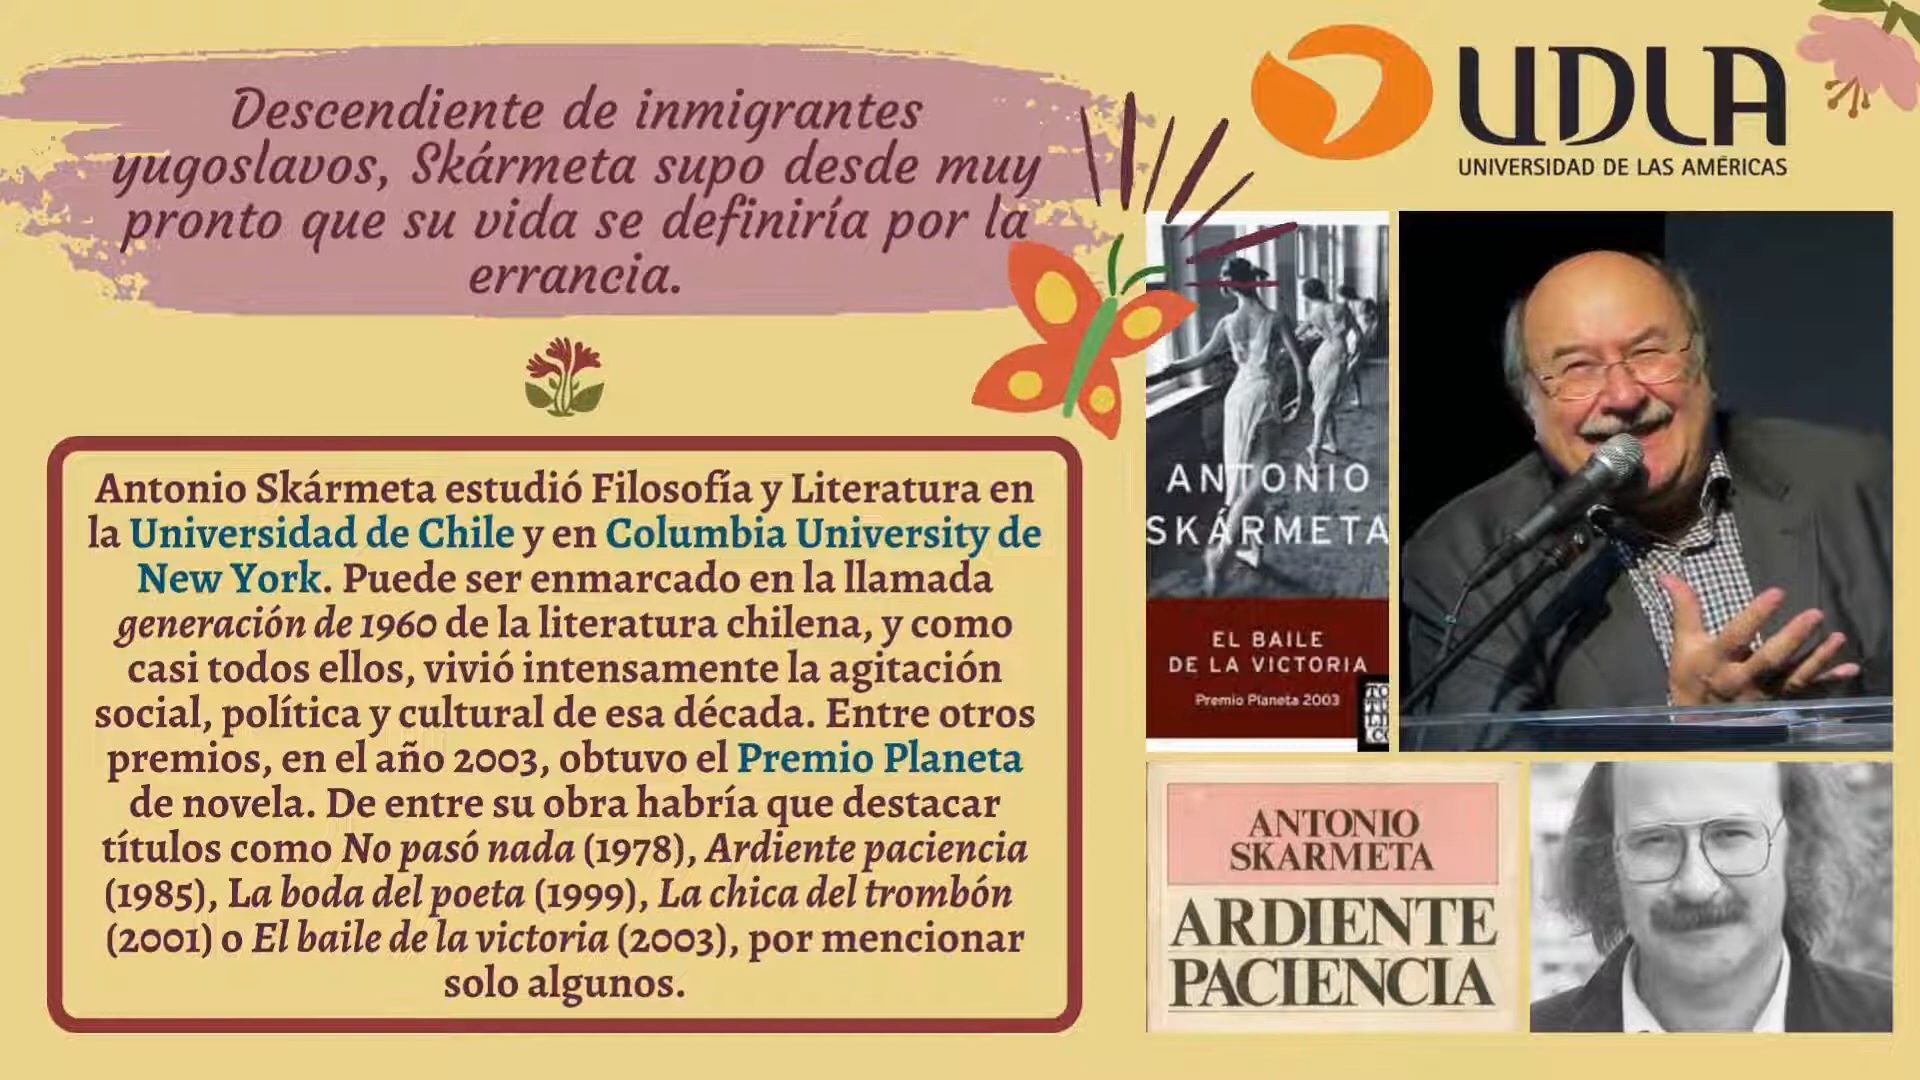 Descendiente de inmigrantes
yugoslavos, Skármeta supo desde muy
pronto que su vida se definiría por la
errancia.
UDLA
UNIVERSIDAD DE LAS AMÉRICAS
Antonio Skármeta estudió Filosofía y Literatura en
la Universidad de Chile y en Columbia University de
New York. Puede ser enmarcado en la llamada
generación de 1960 de la literatura chilena, y como
casi todos ellos, vivió intensamente la agitación
social, política y cultural de esa década. Entre otros
premios, en el año 2003, obtuvo el Premio Planeta
de novela. De entre su obra habría que destacar
títulos como No pasó nada (1978), Ardiente paciencia
(1985), La boda del poeta (1999), La chica del trombón
(2001) o El baile de la victoria (2003), por mencionar
solo algunos.
ANTONIO
SKÁRMETA
EL BAILE
DE LA VICTORIA
Premio Planeta 2003
ANTONIO
SKARMETA
ARDIENTE
PACIENCIA